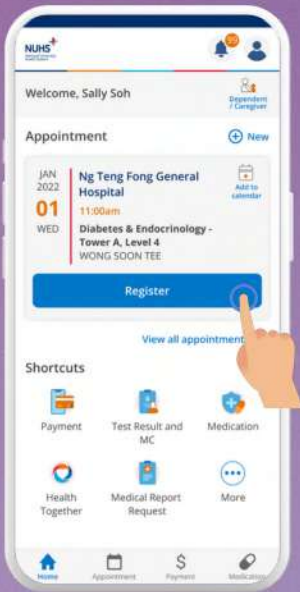 NUHS
99
Welcome, Sally Soh
Dependent
/ Caregiver
Appointment
New
JAN
2022
01
WED
Ng Teng Fong General
Hospital
11:00am
Diabetes & Endocrinology -
Tower A, Level 4
WONG SOON TEE
Add to
calendar
Register
View all appointment
Shortcuts
Payment
Test Result and
MC
Medication
Health
Together
Medical Report
Request
More
Home
Appointment
Payment
Medication